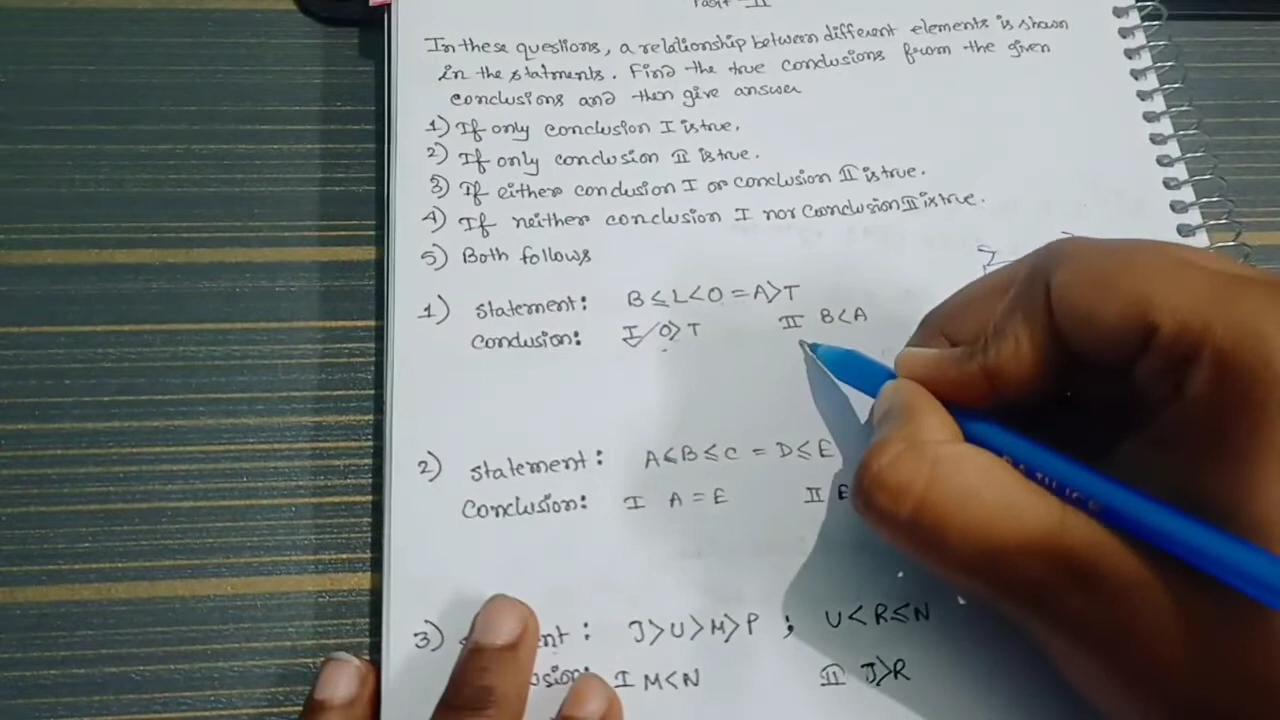 In these questions, a relationship between different elements is shown
in the statments. Find the true conclusions from the given
conclusions and then give answer
1) If only conclusion I is true.
2) If only conclusion II is true.
3) If either conclusion I or conclusion II is true.
4) If neither conclusion I nor conclusion II is true.
5) Both follows
1) statement: B ≤ L < O = A > T
Conclusion: I O > T II B < A
2) statement: A ≤ B ≤ C = D ≤ E
Conclusion: I A = E II E
3) J > U > M > P ; U < R ≤ N
I M < N II J > R